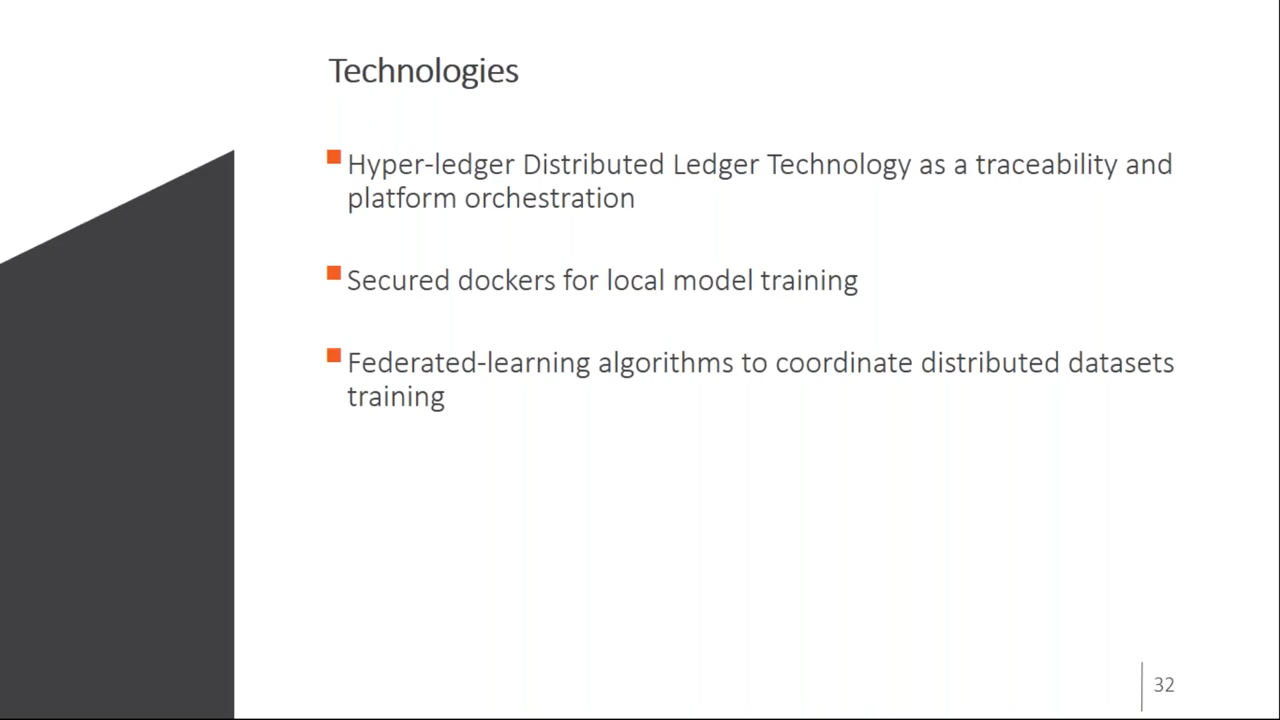 Technologies
Hyper-ledger Distributed Ledger Technology as a traceability and
platform orchestration
Secured dockers for local model training
Federated-learning algorithms to coordinate distributed datasets
training
32